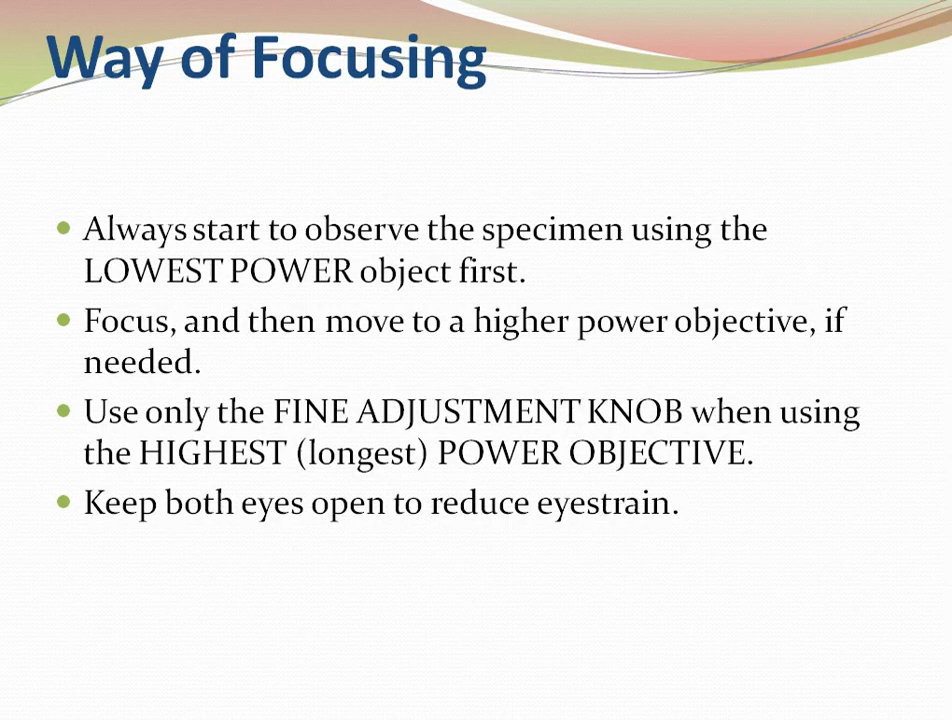 Way of Focusing
Always start to observe the specimen using the
LOWEST POWER object first.
Focus, and then move to a higher power objective, if
needed.
Use only the FINE ADJUSTMENT KNOB when using
the HIGHEST (longest) POWER OBJECTIVE.
Keep both eyes open to reduce eyestrain.